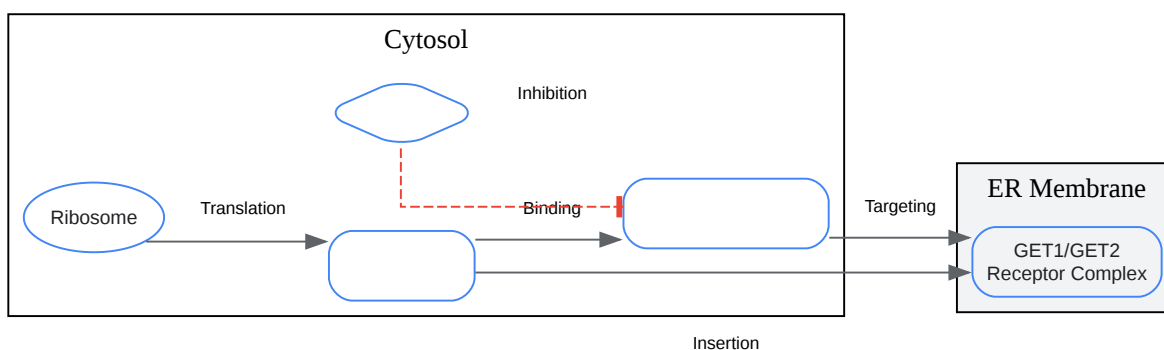 Cytosol
Inhibition
Ribosome
Translation
Binding
Targeting
ER Membrane
GET1/GET2
Receptor Complex
Insertion